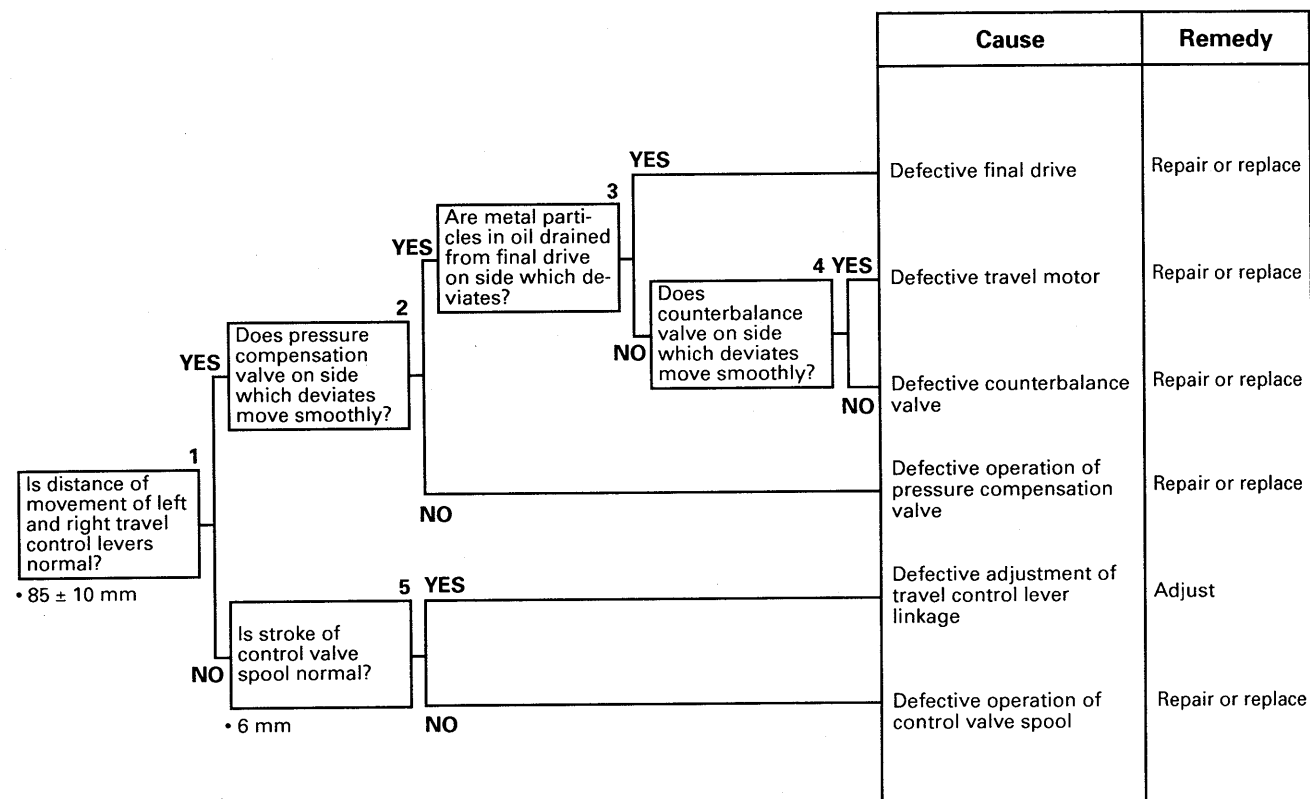 Cause
Remedy
YES
Defective final drive
Repair or replace
3
Are metal parti-
cles in oil drained
from final drive
on side which de-
viates?
YES
4 YES
Defective travel motor
Repair or replace
2
Does
counterbalance
valve on side
which deviates
move smoothly?
Does pressure
compensation
valve on side
which deviates
move smoothly?
YES
NO
NO
Defective counterbalance
valve
Repair or replace
1
Is distance of
movement of left
and right travel
control levers
normal?
• 85 ± 10 mm
NO
Defective operation of
pressure compensation
valve
Repair or replace
5 YES
Defective adjustment of
travel control lever
linkage
Adjust
Is stroke of
control valve
spool normal?
NO
• 6 mm
NO
Defective operation of
control valve spool
Repair or replace